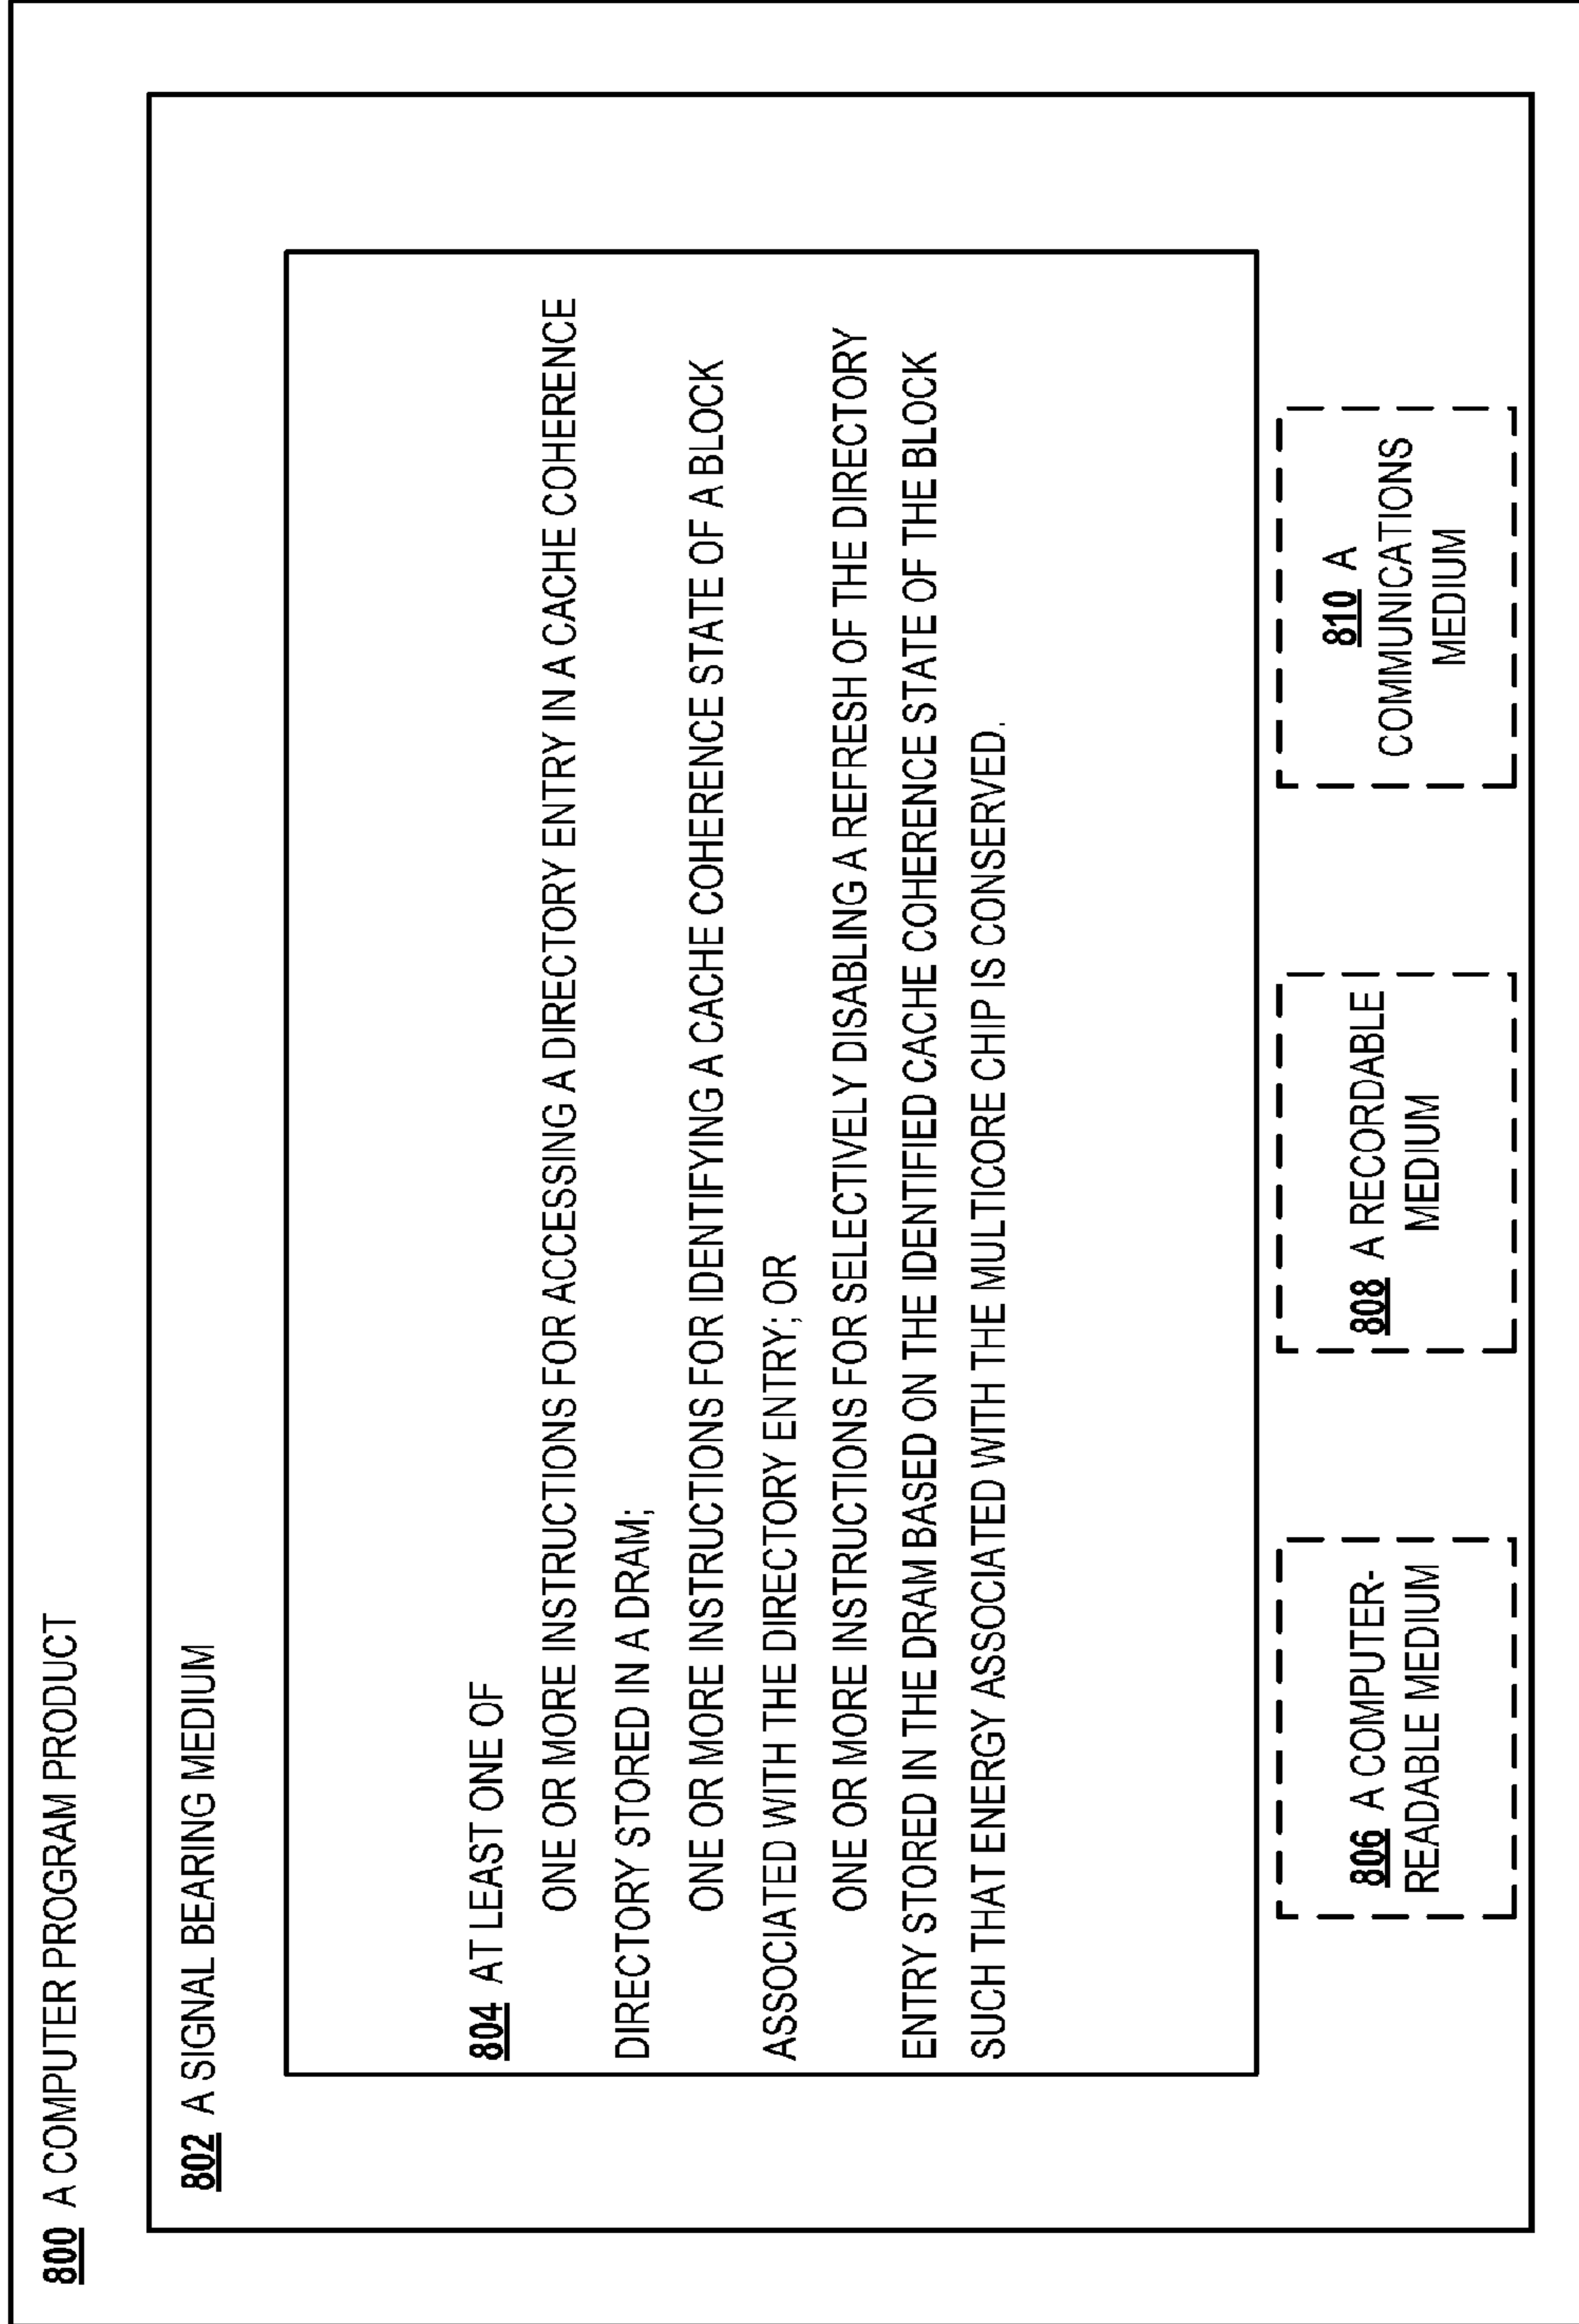 800 A COMPUTER PROGRAM PRODUCT
802 A SIGNAL BEARING MEDIUM
804 AT LEAST ONE OF
ONE OR MORE INSTRUCTIONS FOR ACCESSING A DIRECTORY ENTRY IN A CACHE COHERENCE
DIRECTORY STORED IN A DRAM;
ONE OR MORE INSTRUCTIONS FOR IDENTIFYING A CACHE COHERENCE STATE OF A BLOCK
ASSOCIATED WITH THE DIRECTORY ENTRY; OR
ONE OR MORE INSTRUCTIONS FOR SELECTIVELY DISABLING A REFRESH OF THE DIRECTORY
ENTRY STORED IN THE DRAM BASED ON THE IDENTIFIED CACHE COHERENCE STATE OF THE BLOCK
SUCH THAT ENERGY ASSOCIATED WITH THE MULTICORE CHIP IS CONSERVED.
806 A COMPUTER-
READABLE MEDIUM
808 A RECORDABLE
MEDIUM
810 A
COMMUNICATIONS
MEDIUM